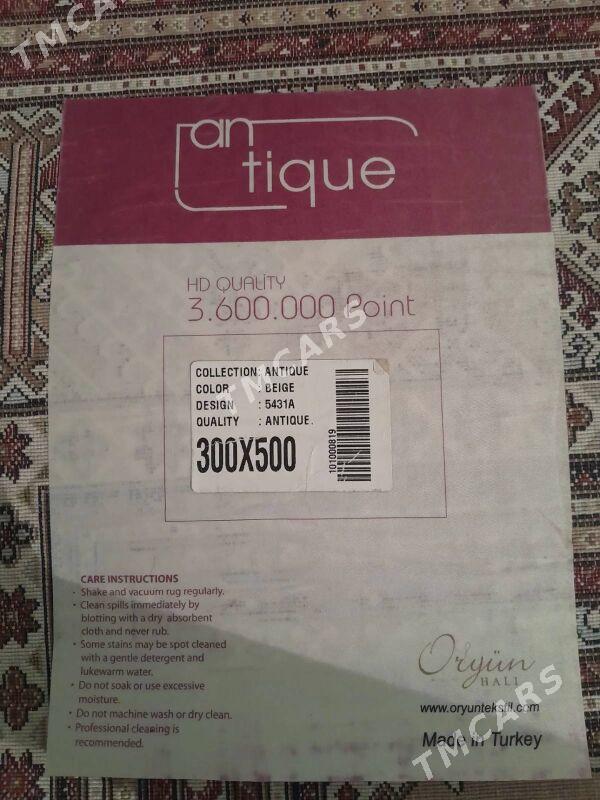 TMCARS
an
tique
HD QUALİTY
3.600.000 Point
TMCARS
COLLECTION: ANTIQUE
COLOR : BEIGE
DESIGN : 5431A
QUALITY : ANTIQUE.
300X500
101000819
CARE INSTRUCTIONS
• Shake and vacuum rug regularly.
• Clean spills immediately by
blotting with a dry absorbent
cloth and never rub.
• Some stains may be spot cleaned
with a gentle detergent and
lukewarm water.
• Do not soak or use excessive
moisture.
• Do not machine wash or dry clean.
• Professional cleaning is
recommended.
Oryün
HALI
www.oryuntekstil.com
TMCARS
Made in Turkey